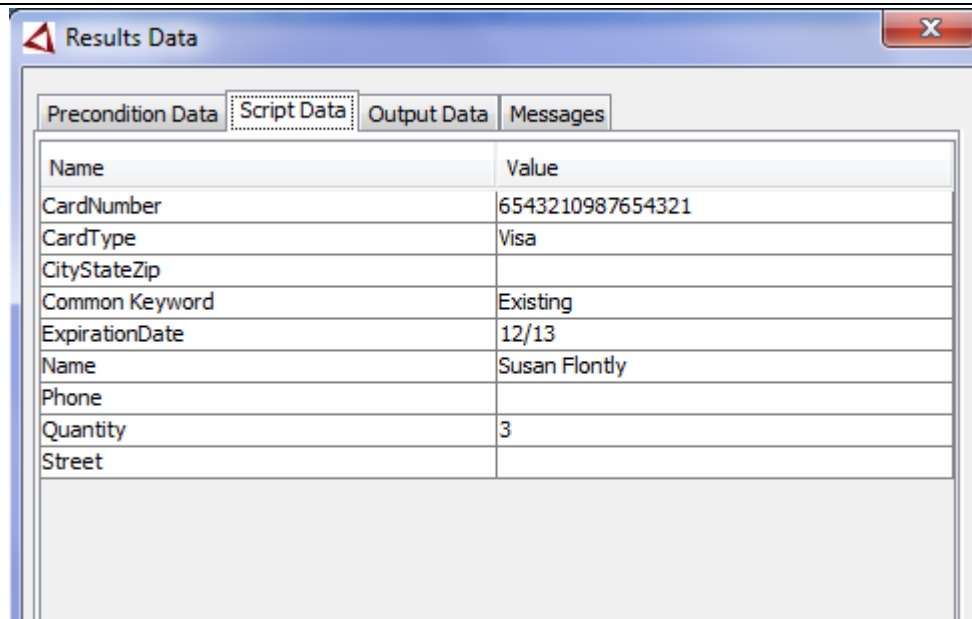 Results Data
Precondition Data Script Data Output Data Messages
Name Value
CardNumber 6543210987654321
CardType Visa
CityStateZip
Common Keyword Existing
ExpirationDate 12/13
Name Susan Flontly
Phone
Quantity 3
Street